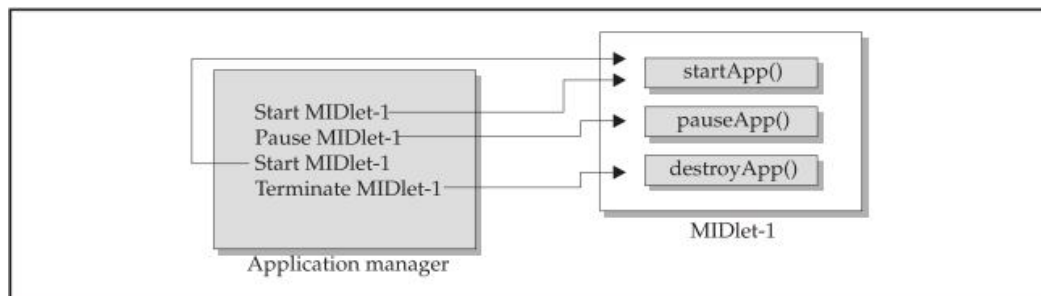 Start MIDlet-1
Pause MIDlet-1
Start MIDlet-1
Terminate MIDlet-1
Application manager
startApp()
pauseApp()
destroyApp()
MIDlet-1